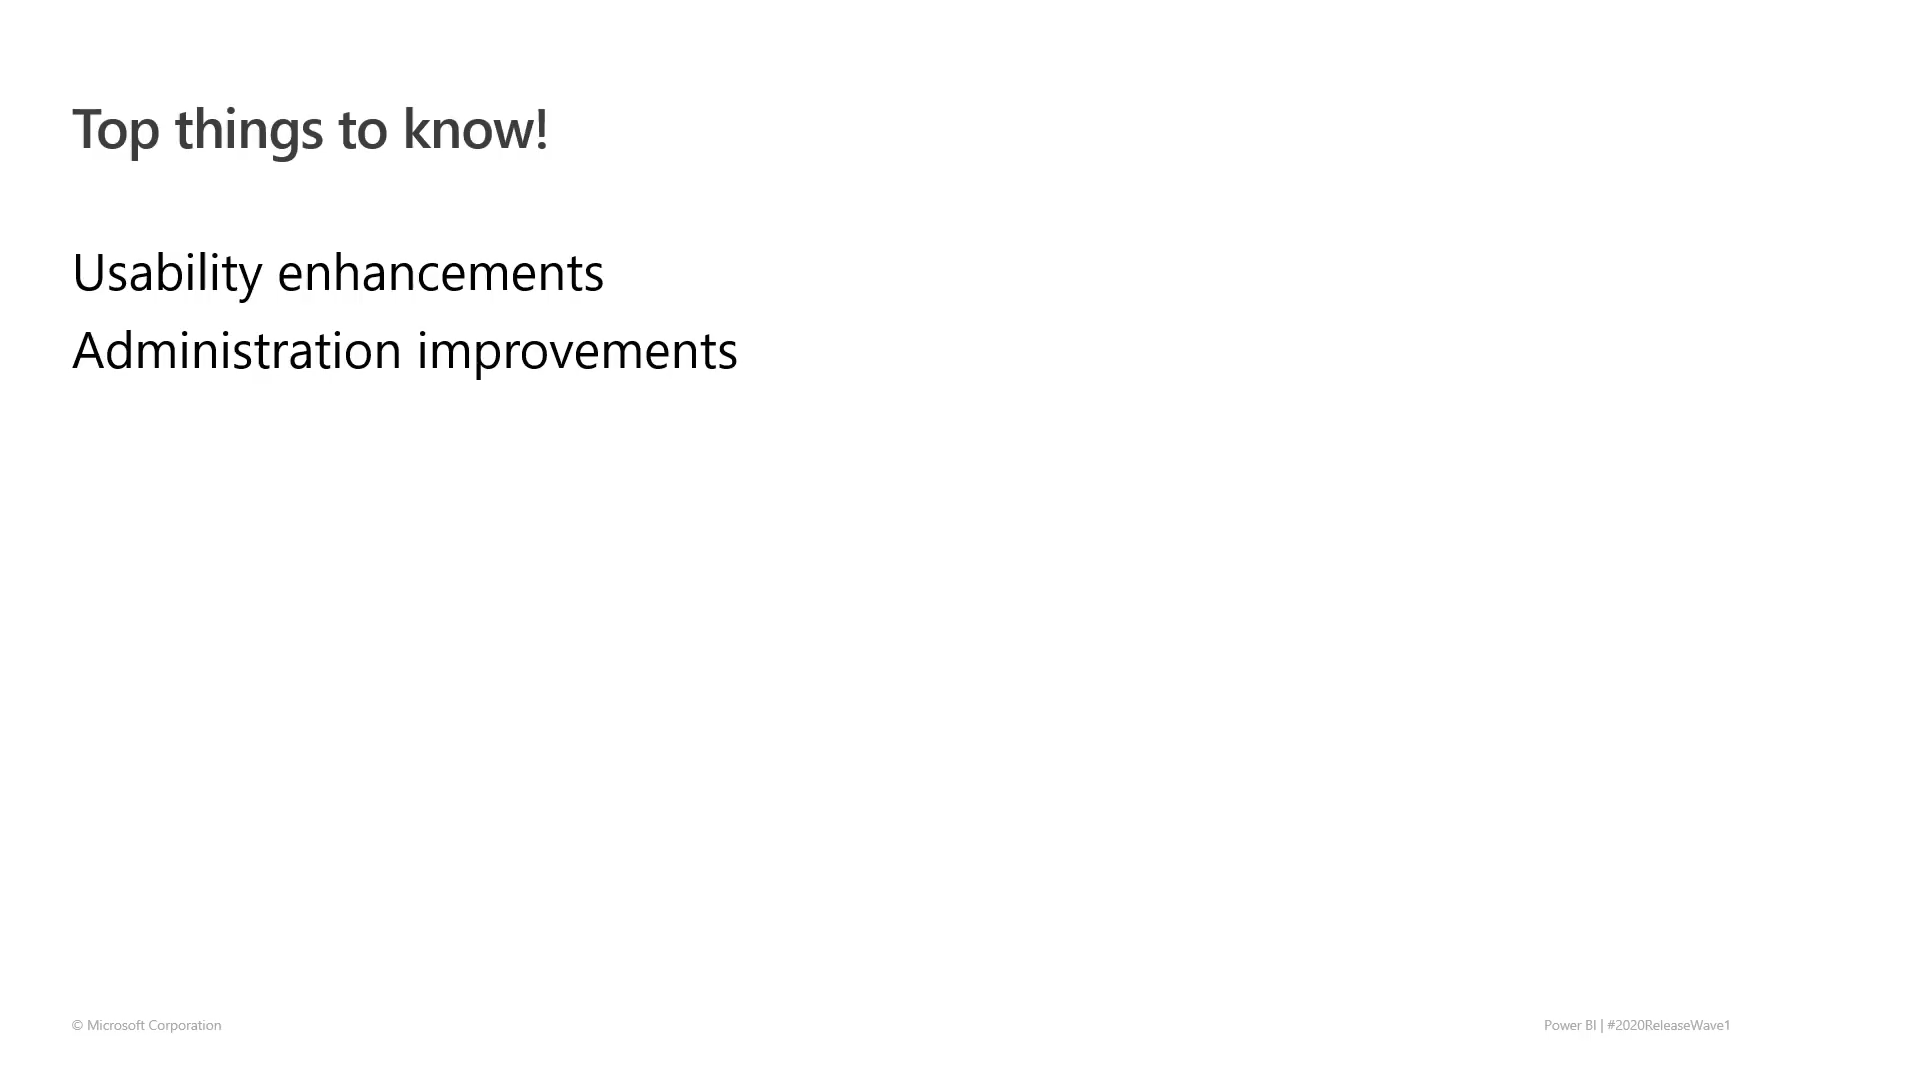 Top things to know!
Usability enhancements
Administration improvements
© Microsoft Corporation
Power BI | #2020ReleaseWave1